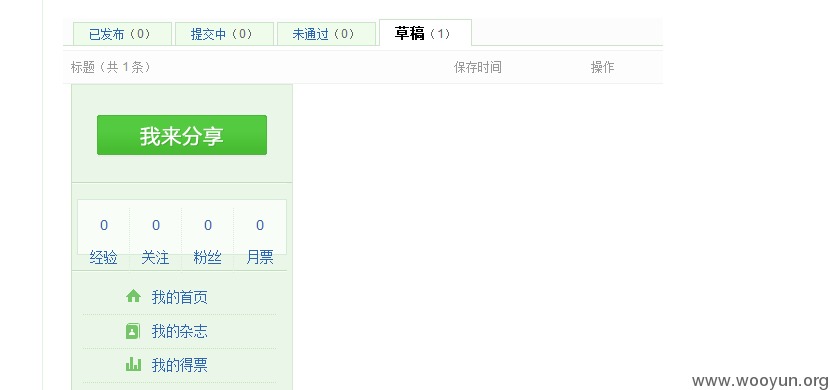 已发布（0） 提交中（0） 未通过（0） 草稿（1）
标题（共 1 条） 保存时间 操作
我来分享
0 0 0 0
经验 关注 粉丝 月票
我的首页
我的杂志
我的得票
www.wooyun.org